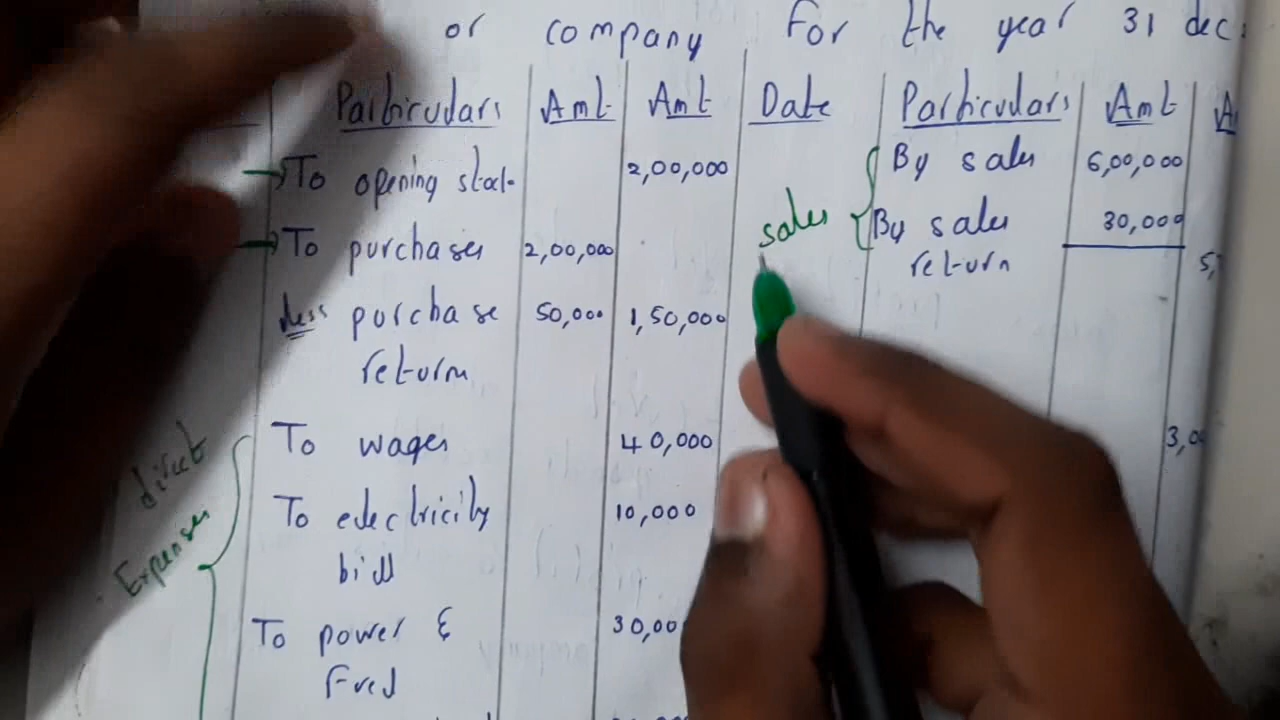 or company For the year 31 dec.
Particulars Amt Amt Date Particulars Amt
To opening stock 2,00,000 By sales 6,00,000
To purchases 2,00,000 sales By sales 30,000
return 5,
less purchase 50,000 1,50,000
return
To wages 40,000 3,0
direct
Expenses
To electricity 10,000
bill
To power & 30,00
Fuel